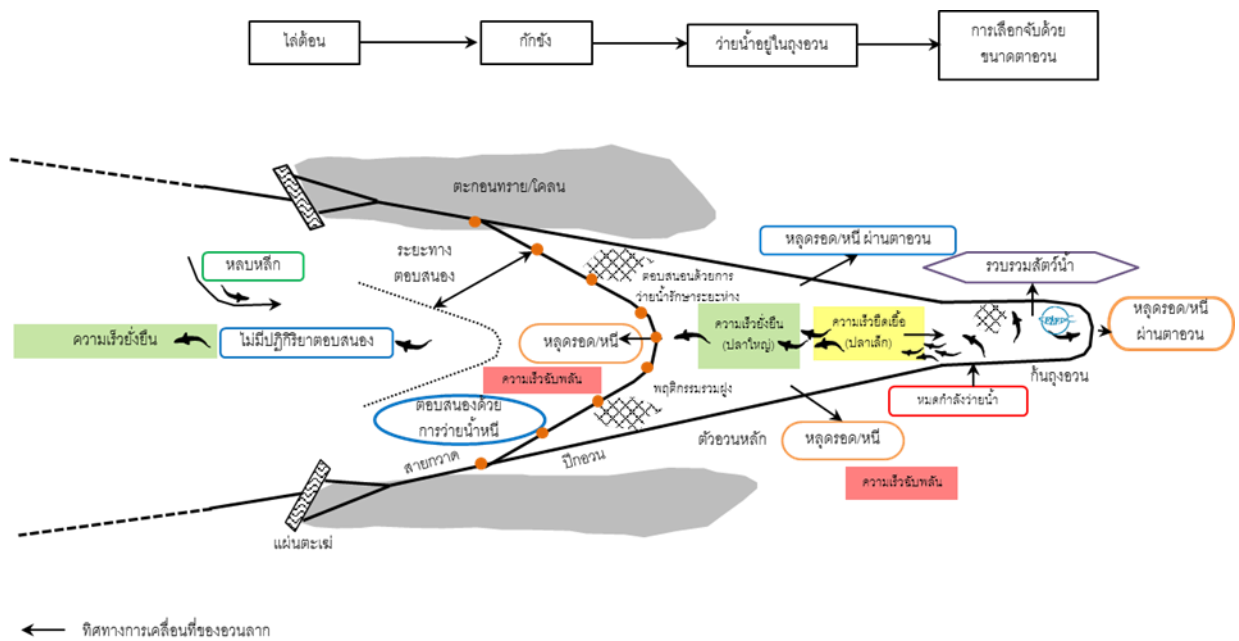 ไล่ต้อน
กักขัง
ว่ายน้ำอยู่ในถุงอวน
การเลือกจับด้วย
ขนาดตาอวน
ตะกอนทราย/โคลน
ระยะทาง
ตอบสนอง
หลบหลีก
ตอบสนอนด้วยการ
ว่ายน้ำรักษาระยะห่าง
หลุดรอด/หนี ผ่านตาอวน
รวบรวมสัตว์น้ำ
ความเร็วยั่งยืน
ไม่มีปฏิกิริยาตอบสนอง
หลุดรอด/หนี
ความเร็วยั่งยืน
(ปลาใหญ่)
ความเร็วยืดเยื้อ
(ปลาเล็ก)
หลุดรอด/หนี
ผ่านตาอวน
ความเร็วฉับพลัน
พฤติกรรมรวมฝูง
ก้นถุงอวน
หมดกำลังว่ายน้ำ
ตอบสนองด้วย
การว่ายน้ำหนี
สายกวาด
ปีกอวน
ตัวอวนหลัก
หลุดรอด/หนี
ความเร็วฉับพลัน
แผ่นตะเฆ่
ทิศทางการเคลื่อนที่ของอวนลาก